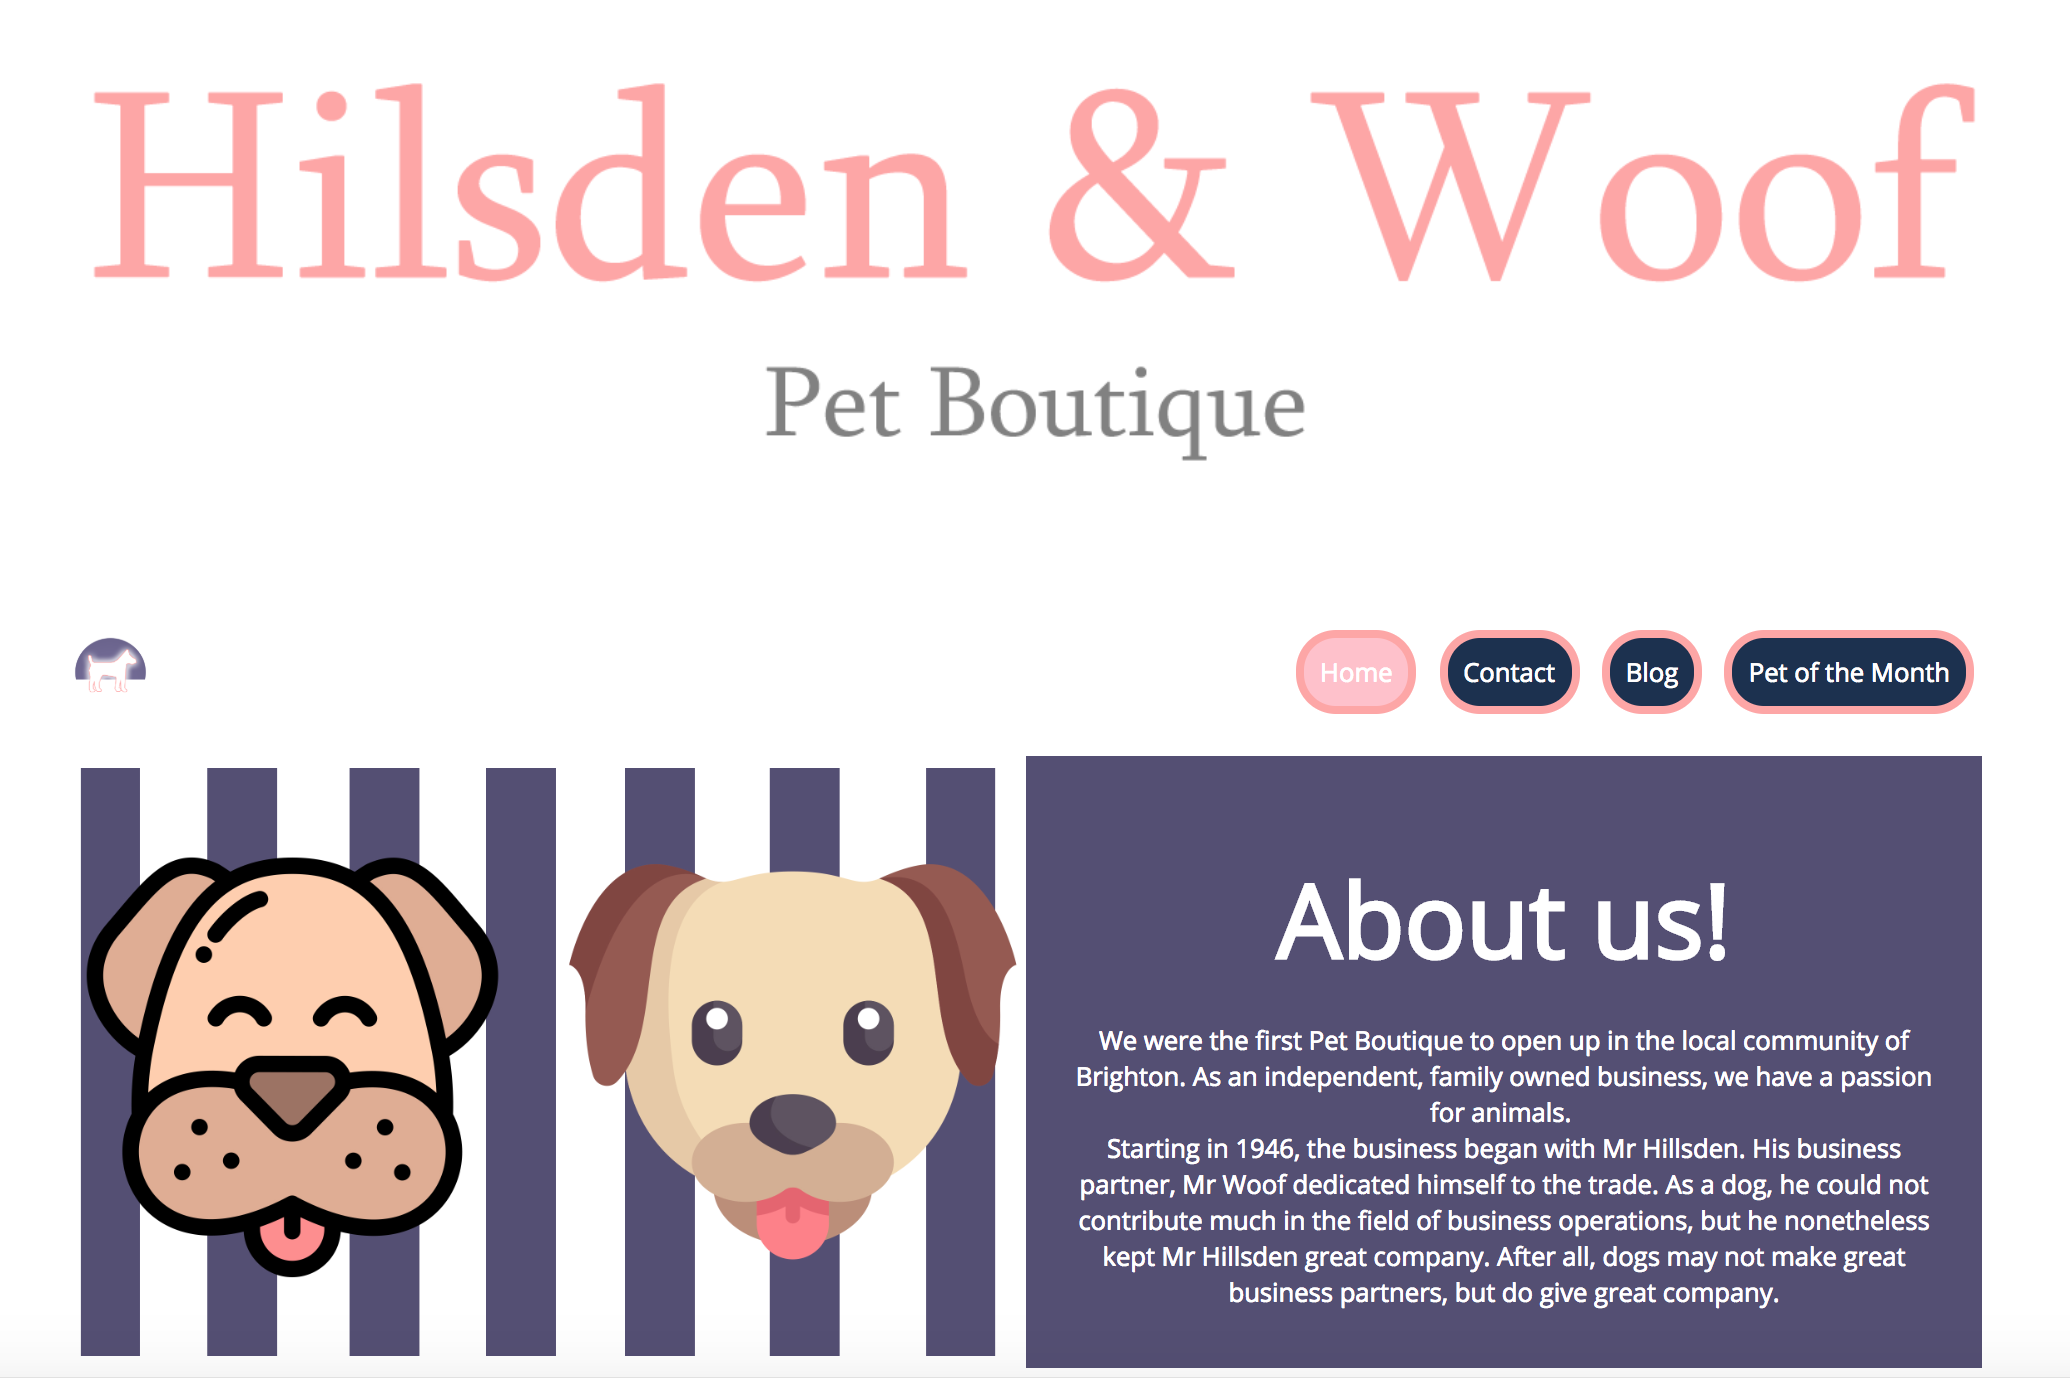 Hilsden & Woof
Pet Boutique
Home Contact Blog Pet of the Month
About us!
We were the first Pet Boutique to open up in the local community of
Brighton. As an independent, family owned business, we have a passion
for animals.
Starting in 1946, the business began with Mr Hillsden. His business
partner, Mr Woof dedicated himself to the trade. As a dog, he could not
contribute much in the field of business operations, but he nonetheless
kept Mr Hillsden great company. After all, dogs may not make great
business partners, but do give great company.